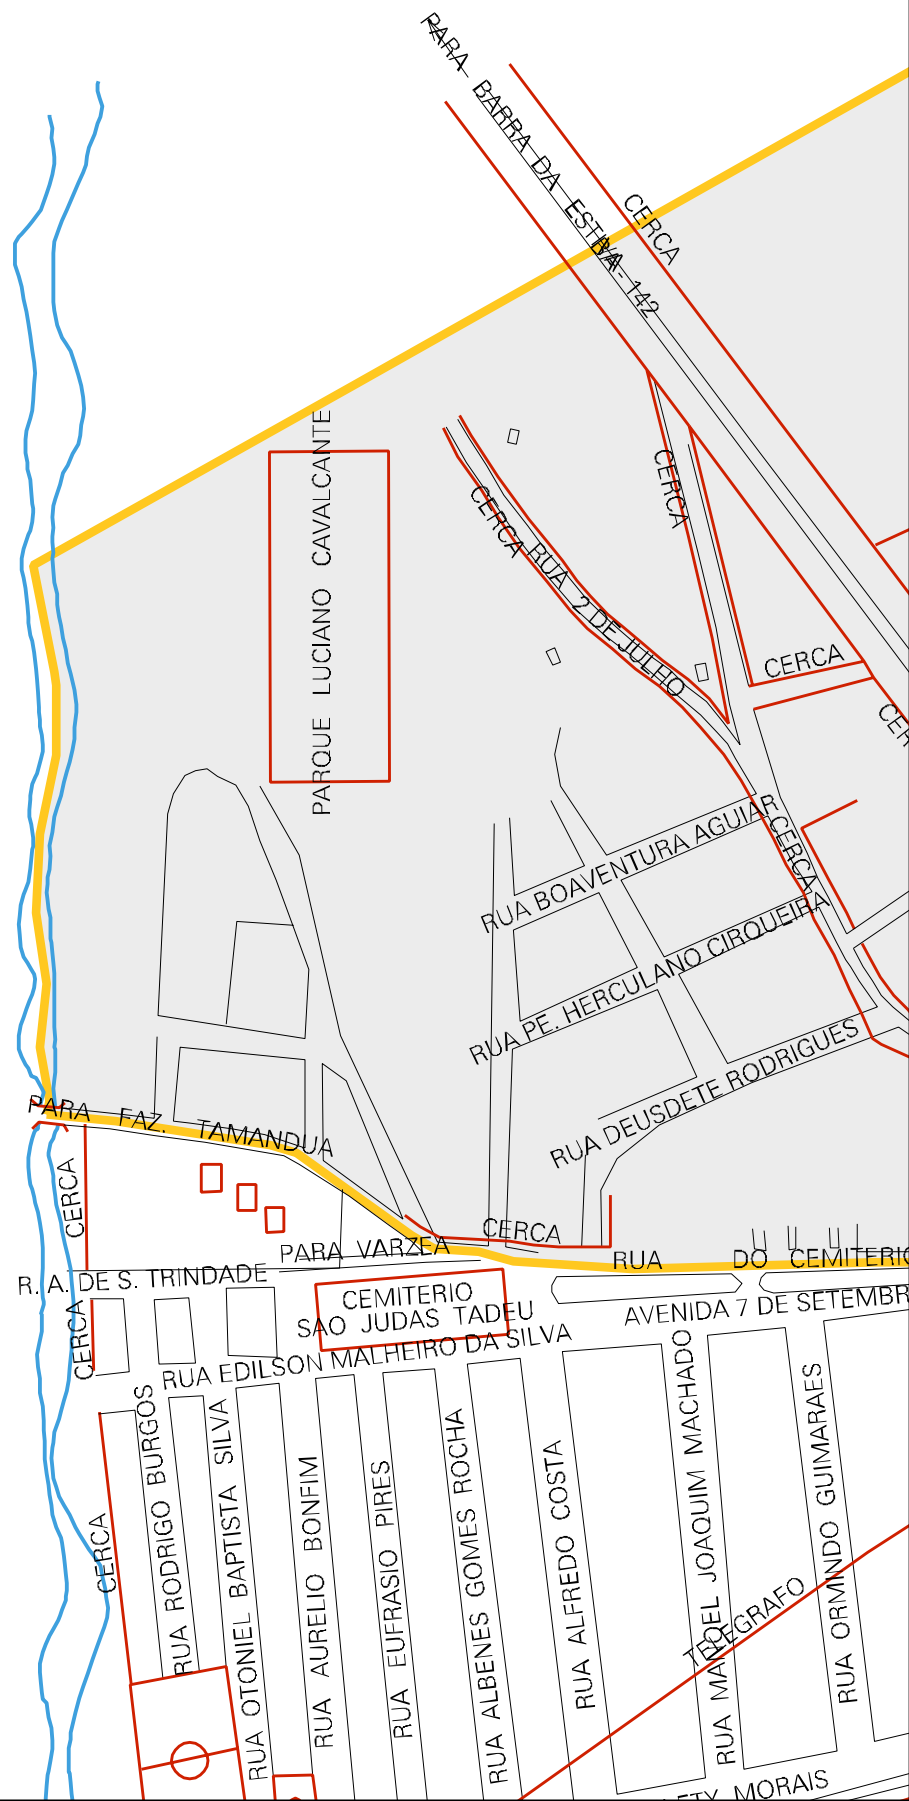 PARA BARRA DA ESTIVA
BA-142
CERCA
PARQUE LUCIANO CAVALCANTE
CERCA
CERCA
RUA 2 DE JULHO
CERCA
RUA BOAVENTURA AGUIAR
CERCA
RUA PE. HERCULANO CIRQUEIRA
RUA DEUSDETE RODRIGUES
PARA FAZ. TAMANDUA
CERCA
CERCA
PARA VARZEA
RUA DO CEMITERIO
R. A. DE S. TRINDADE
CEMITERIO
SAO JUDAS TADEU
AVENIDA 7 DE SETEMBR
CERCA
RUA EDILSON MALHEIRO DA SILVA
CERCA
RUA RODRIGO BURGOS
RUA OTONIEL BAPTISTA SILVA
RUA AURELIO BONFIM
RUA EUFRASIO PIRES
RUA ALBENES GOMES ROCHA
RUA ALFREDO COSTA
RUA MANOEL JOAQUIM MACHADO
RUA ORMINDO GUIMARAES
TELEGRAFO
MORAIS